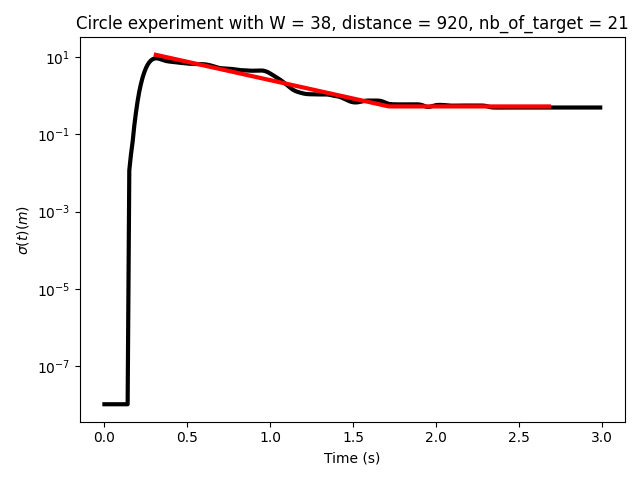 Circle experiment with W = 38, distance = 920, nb_of_target = 21
10¹
10⁻¹
10⁻³
10⁻⁵
10⁻⁷
σ(t)(m)
0.0 0.5 1.0 1.5 2.0 2.5 3.0
Time (s)